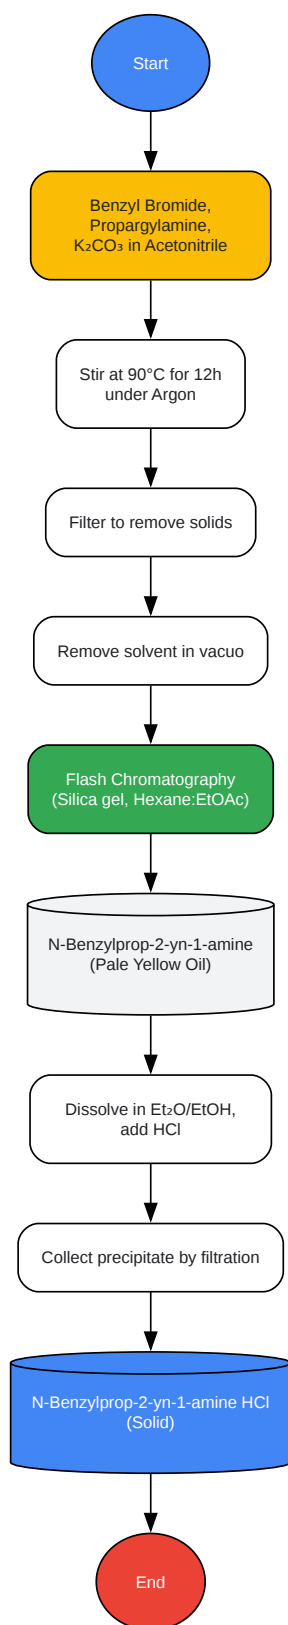 Start
Benzyl Bromide,
Propargylamine,
K₂CO₃ in Acetonitrile
Stir at 90°C for 12h
under Argon
Filter to remove solids
Remove solvent in vacuo
Flash Chromatography
(Silica gel, Hexane:EtOAc)
N-Benzylprop-2-yn-1-amine
(Pale Yellow Oil)
Dissolve in Et₂O/EtOH,
add HCl
Collect precipitate by filtration
N-Benzylprop-2-yn-1-amine HCl
(Solid)
End